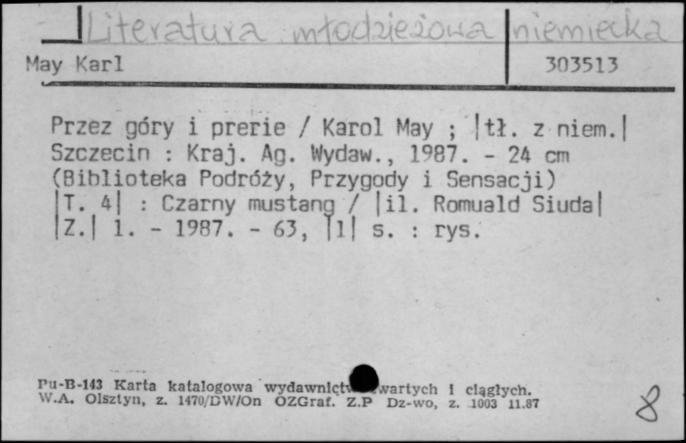 Literatura młodzieżowa niemiecka
May Karl 303513
Przez góry i prerie / Karol May ; |tł. z niem.|
Szczecin : Kraj. Ag. Wydaw., 1987. - 24 cm
(Biblioteka Podróży, Przygody i Sensacji)
|T. 4| : Czarny mustang / |il. Romuald Siuda|
|Z.| 1. - 1987. - 63, |1| s. : rys.
Pu-B-143 Karta katalogowa wydawnictw zwartych i ciągłych.
W.A. Olsztyn, z. 1470/DW/On OZGraf. Z.P Dz-wo, z. 1003 11.87
8